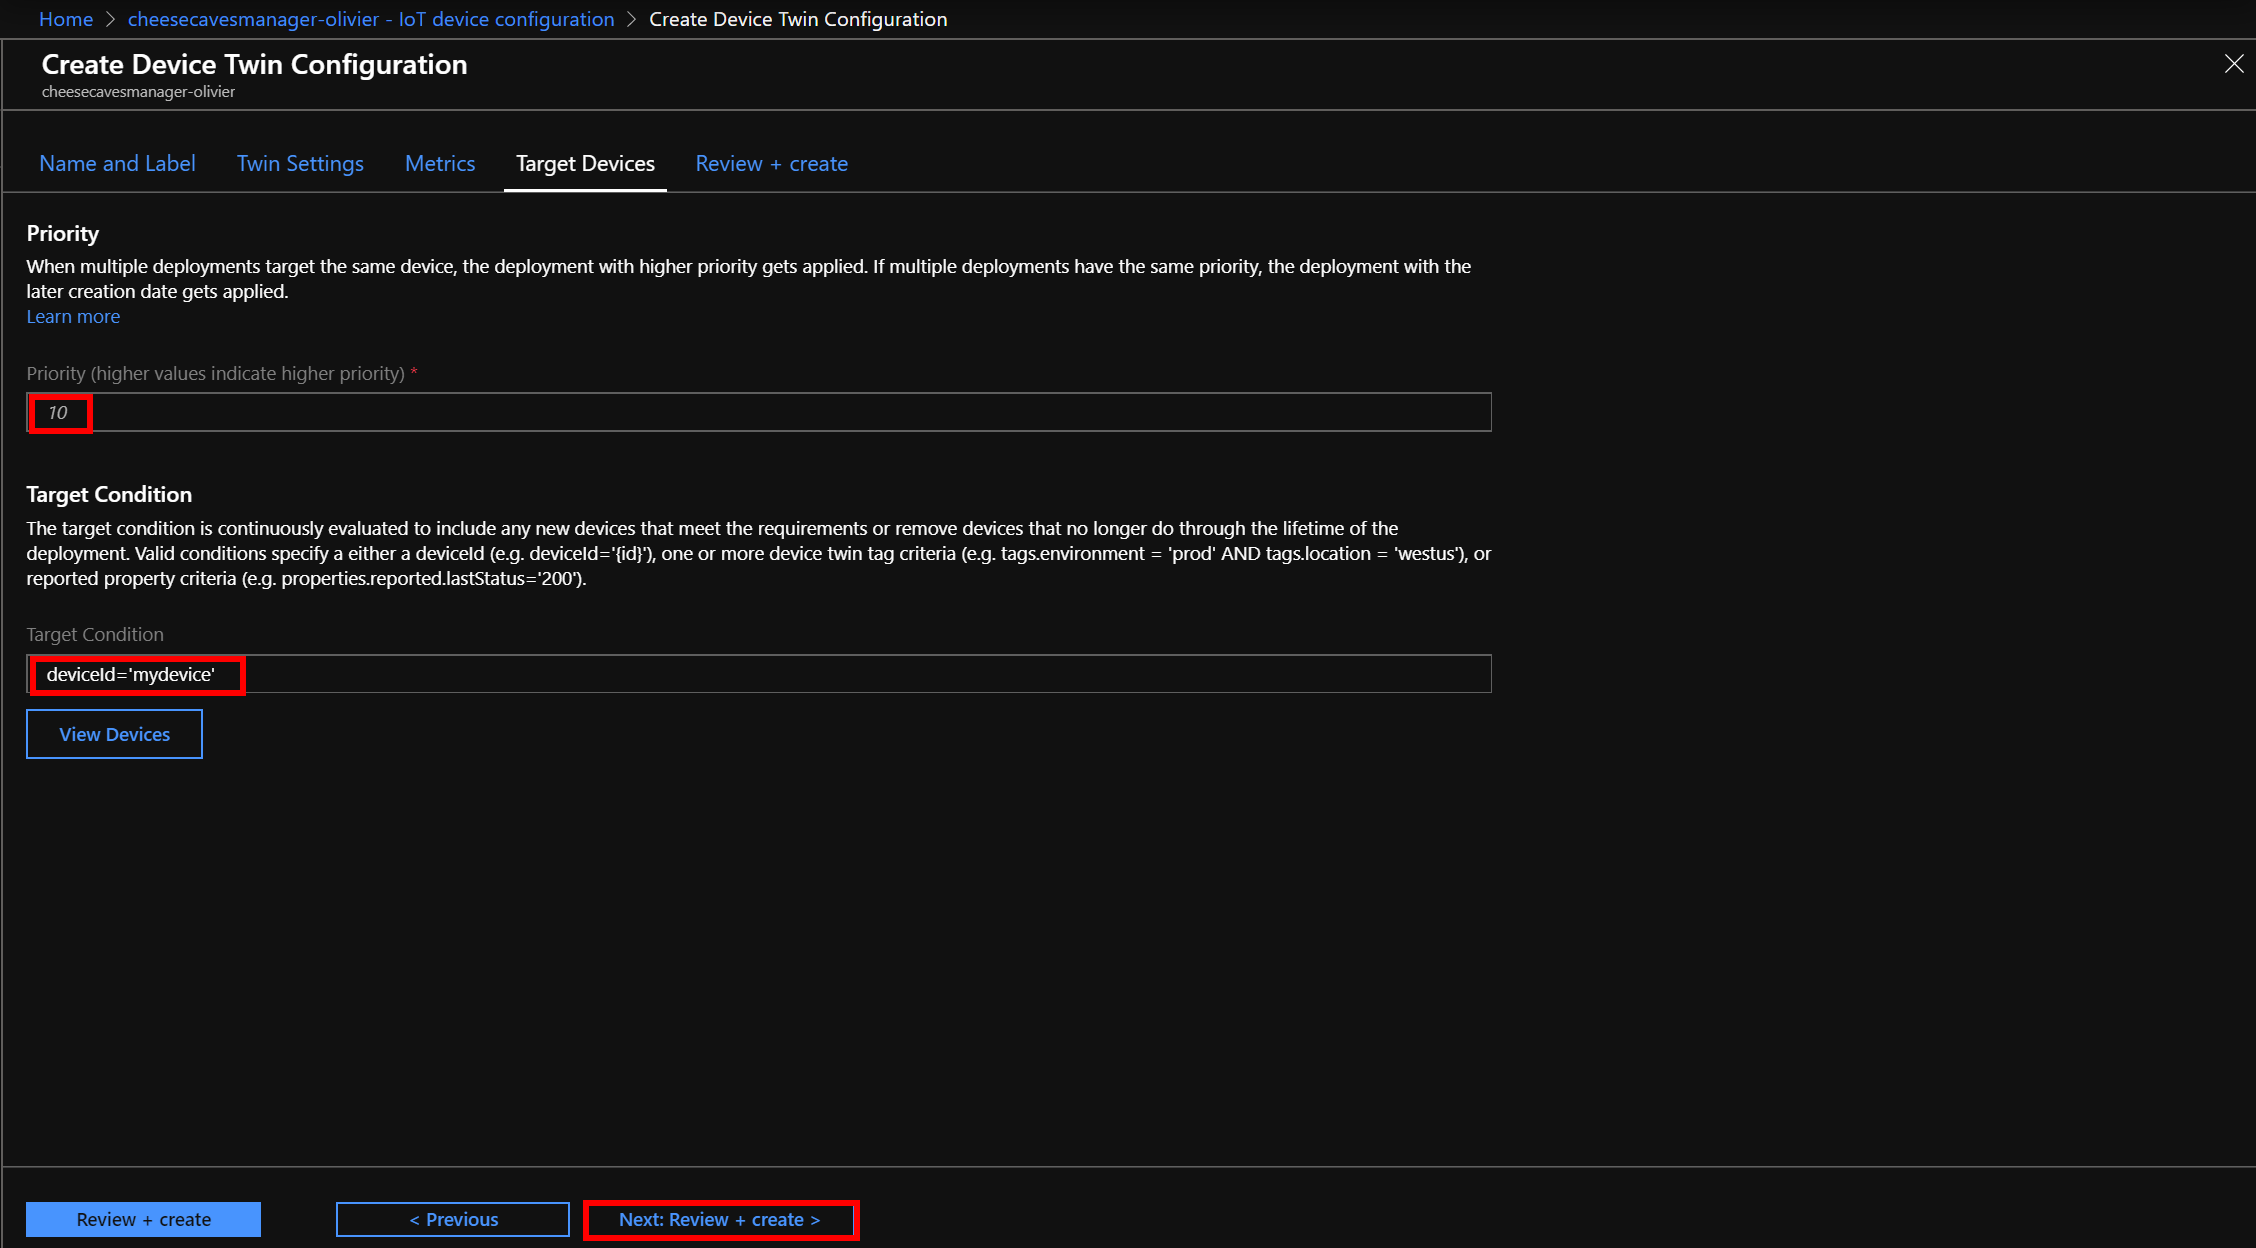 Home > cheesecavesmanager-olivier - IoT device configuration > Create Device Twin Configuration
Create Device Twin Configuration
cheesecavesmanager-olivier
Name and Label Twin Settings Metrics Target Devices Review + create
Priority
When multiple deployments target the same device, the deployment with higher priority gets applied. If multiple deployments have the same priority, the deployment with the
later creation date gets applied.
Learn more
Priority (higher values indicate higher priority) *
10
Target Condition
The target condition is continuously evaluated to include any new devices that meet the requirements or remove devices that no longer do through the lifetime of the
deployment. Valid conditions specify a either a deviceId (e.g. deviceId='{id}'), one or more device twin tag criteria (e.g. tags.environment = 'prod' AND tags.location = 'westus'), or
reported property criteria (e.g. properties.reported.lastStatus='200').
Target Condition
deviceId='mydevice'
View Devices
Review + create < Previous Next: Review + create >